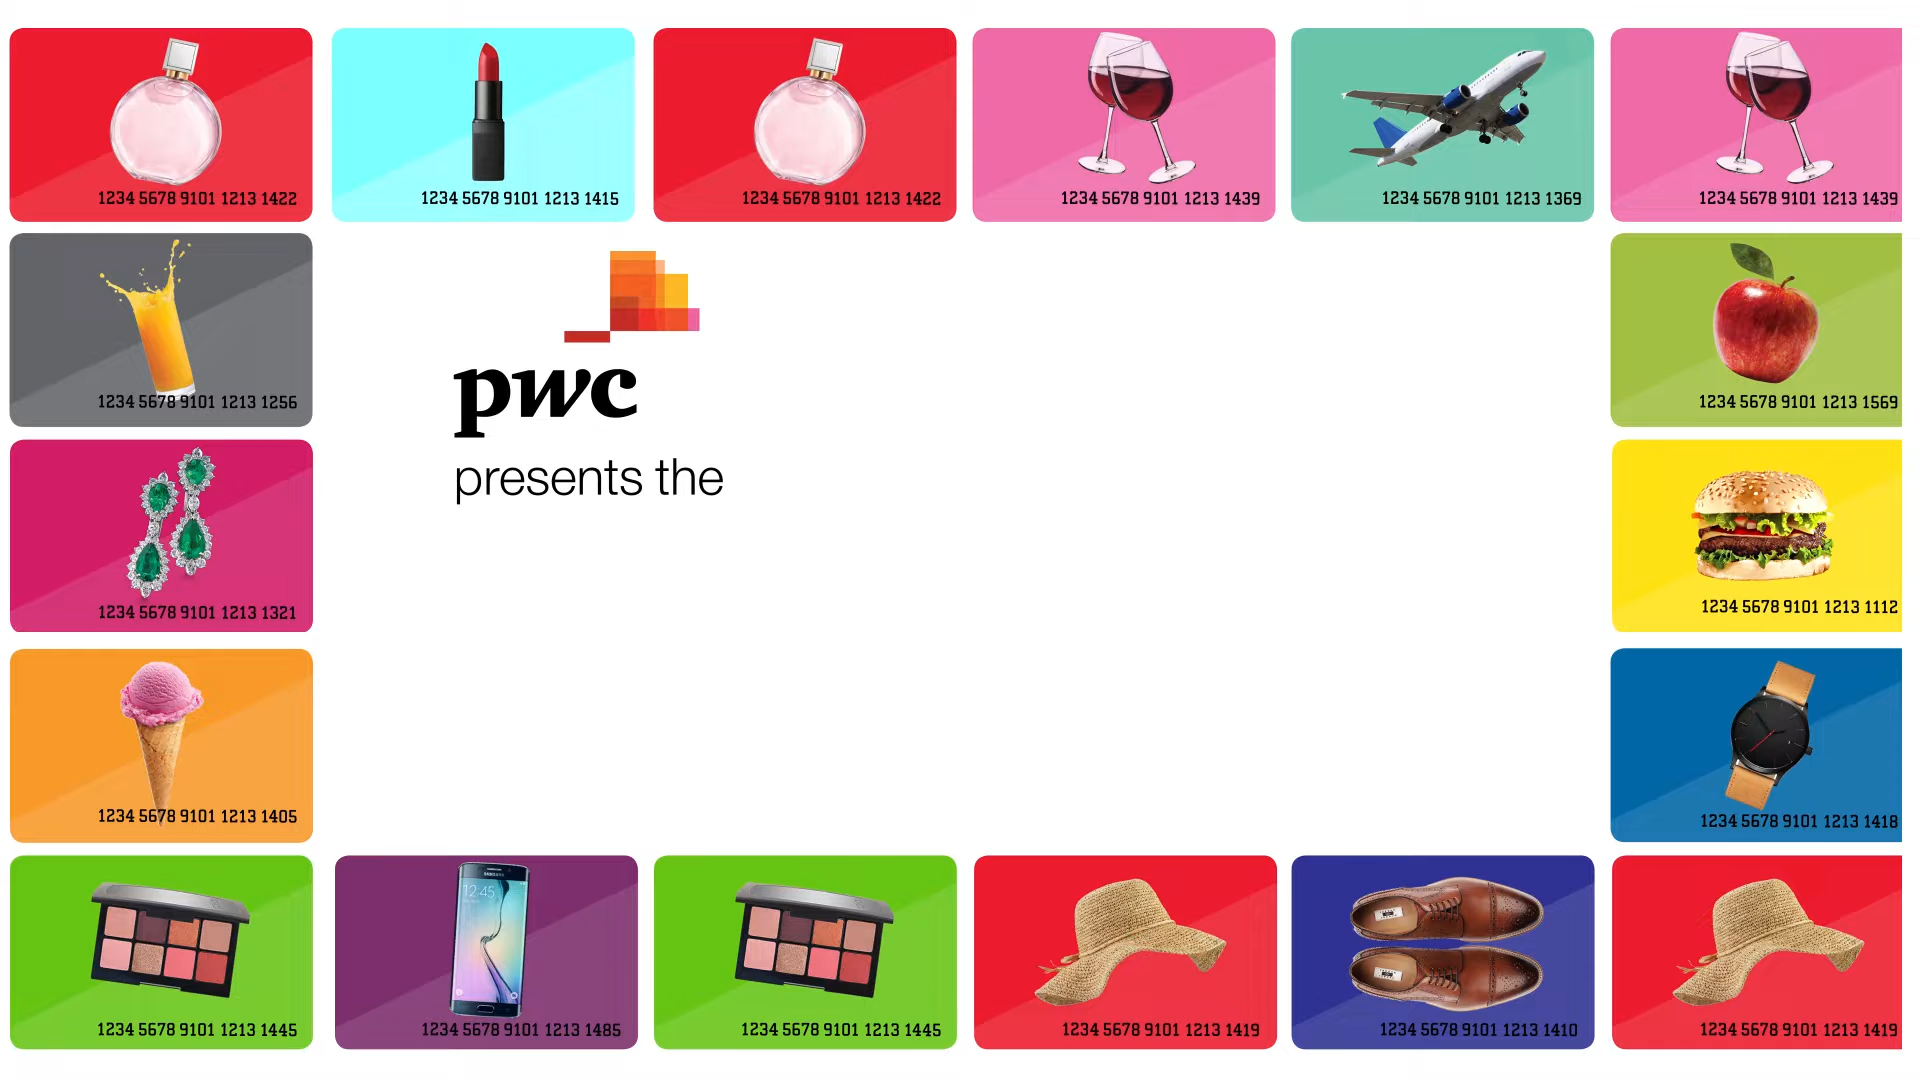 1234 5678 9101 1213 1422
1234 5678 9101 1213 1415
1234 5678 9101 1213 1422
1234 5678 9101 1213 1439
1234 5678 9101 1213 1369
1234 5678 9101 1213 1439
1234 5678 9101 1213 1256
1234 5678 9101 1213 1569
pwc
presents the
1234 5678 9101 1213 1321
1234 5678 9101 1213 1112
1234 5678 9101 1213 1405
1234 5678 9101 1213 1418
SAMSUNG
12:45
1234 5678 9101 1213 1445
1234 5678 9101 1213 1485
1234 5678 9101 1213 1445
1234 5678 9101 1213 1419
1234 5678 9101 1213 1410
1234 5678 9101 1213 1419